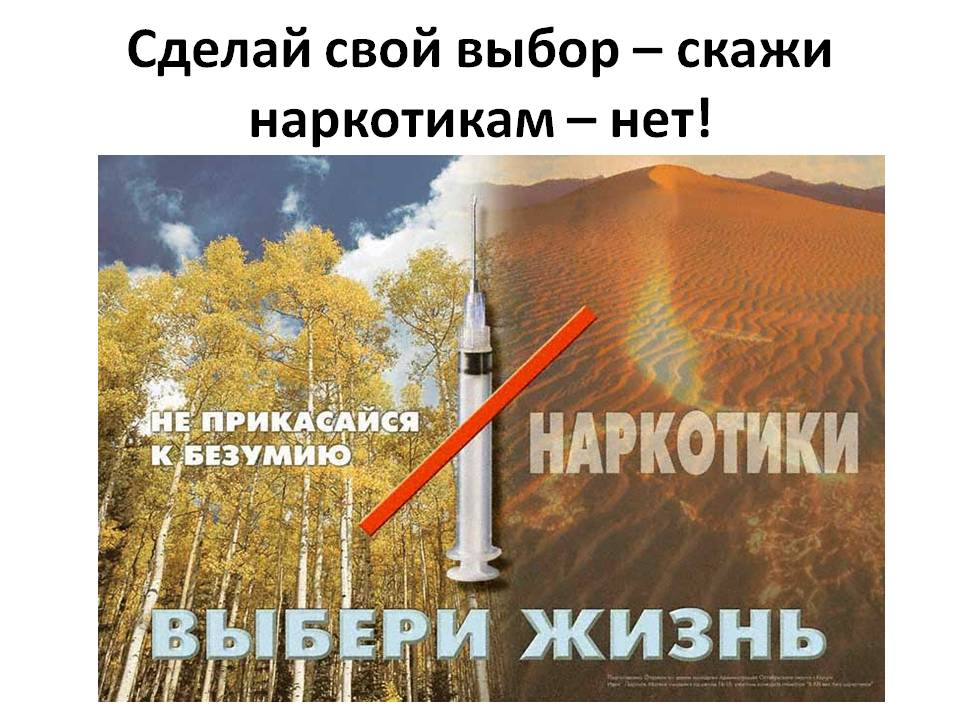 Сделай свой выбор – скажи
наркотикам – нет!
НЕ ПРИКАСАЙСЯ
К БЕЗУМИЮ
НАРКОТИКИ
ВЫБЕРИ ЖИЗНЬ